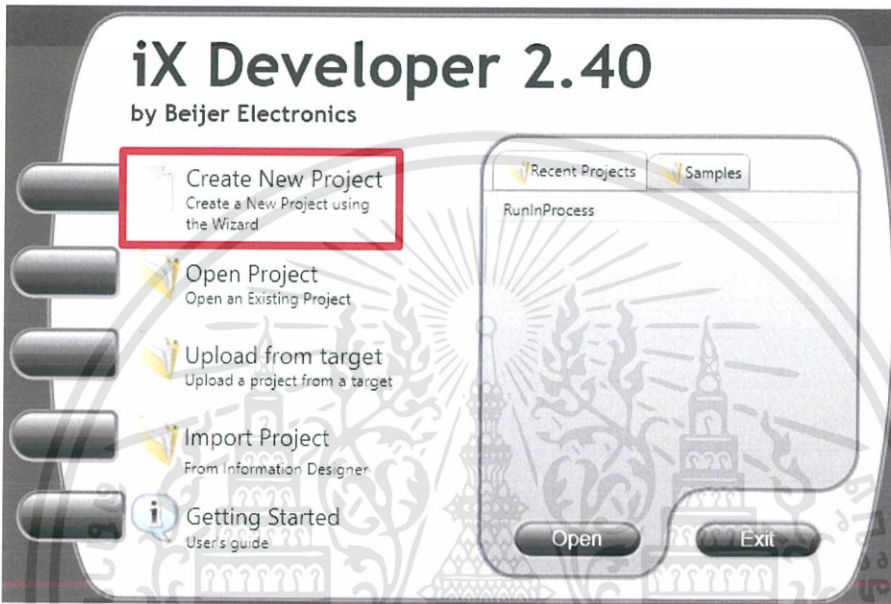 iX Developer 2.40
by Beijer Electronics
Create New Project
Create a New Project using
the Wizard
Open Project
Open an Existing Project
Upload from target
Upload a project from a target
Import Project
From Information Designer
Getting Started
User's guide
Recent Projects
Samples
RunInProcess
Open
Exit